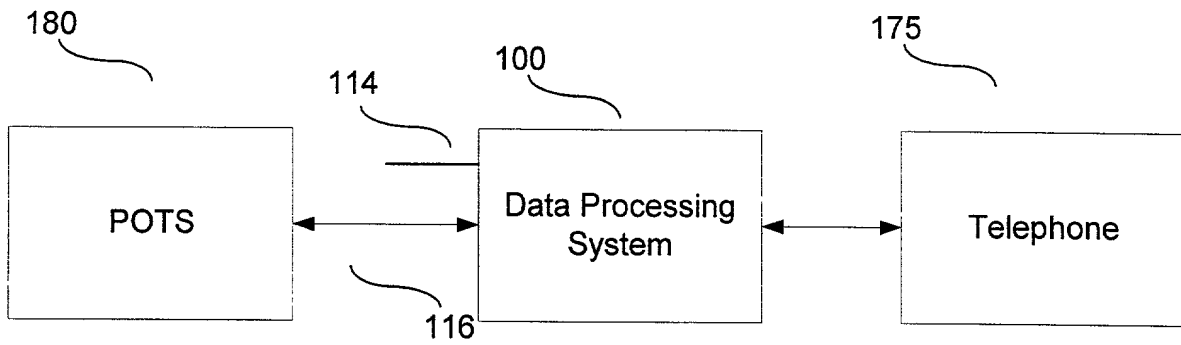 180
175
100
114
POTS
Data Processing
System
Telephone
116